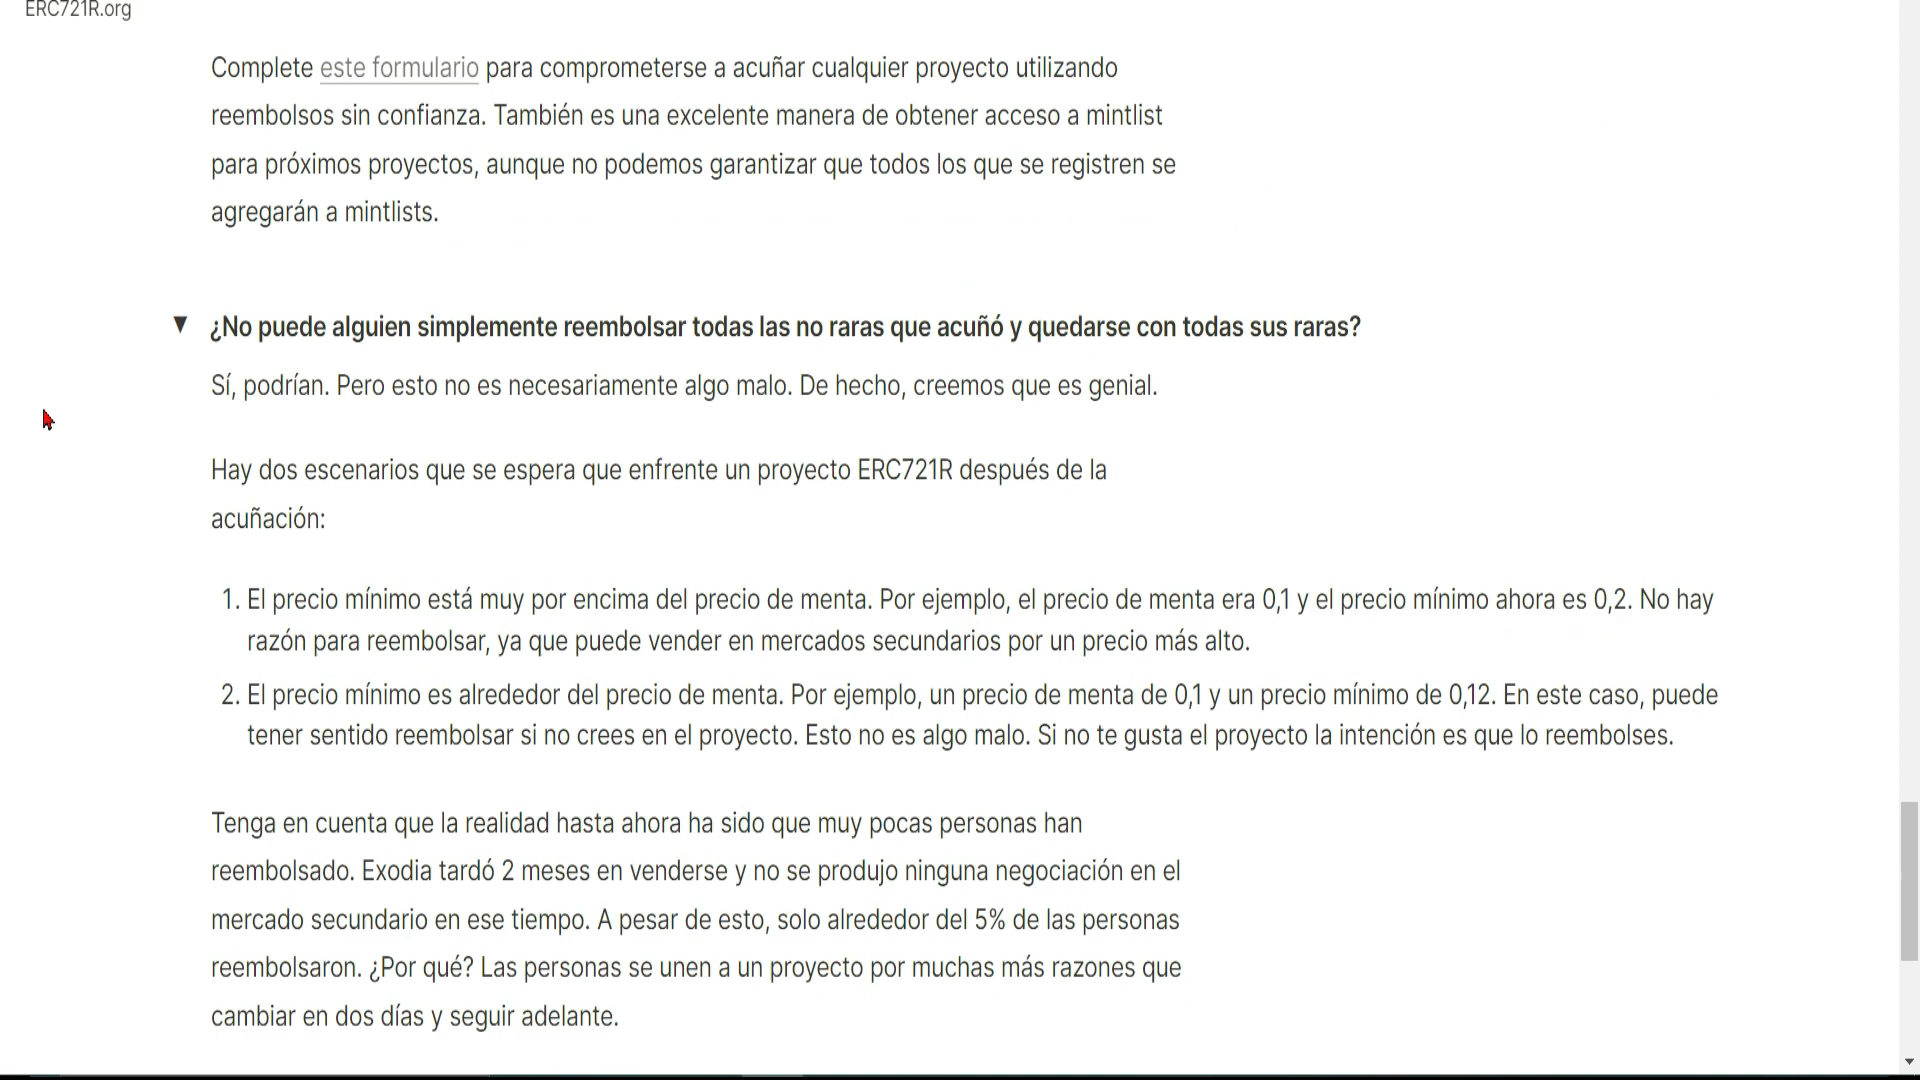 ERC721R.org
Complete este formulario para comprometerse a acuñar cualquier proyecto utilizando
reembolsos sin confianza. También es una excelente manera de obtener acceso a mintlist
para próximos proyectos, aunque no podemos garantizar que todos los que se registren se
agregarán a mintlists.
▼ ¿No puede alguien simplemente reembolsar todas las no raras que acuñó y quedarse con todas sus raras?
Sí, podrían. Pero esto no es necesariamente algo malo. De hecho, creemos que es genial.
Hay dos escenarios que se espera que enfrente un proyecto ERC721R después de la
acuñación:
1. El precio mínimo está muy por encima del precio de menta. Por ejemplo, el precio de menta era 0,1 y el precio mínimo ahora es 0,2. No hay
razón para reembolsar, ya que puede vender en mercados secundarios por un precio más alto.
2. El precio mínimo es alrededor del precio de menta. Por ejemplo, un precio de menta de 0,1 y un precio mínimo de 0,12. En este caso, puede
tener sentido reembolsar si no crees en el proyecto. Esto no es algo malo. Si no te gusta el proyecto la intención es que lo reembolses.
Tenga en cuenta que la realidad hasta ahora ha sido que muy pocas personas han
reembolsado. Exodia tardó 2 meses en venderse y no se produjo ninguna negociación en el
mercado secundario en ese tiempo. A pesar de esto, solo alrededor del 5% de las personas
reembolsaron. ¿Por qué? Las personas se unen a un proyecto por muchas más razones que
cambiar en dos días y seguir adelante.